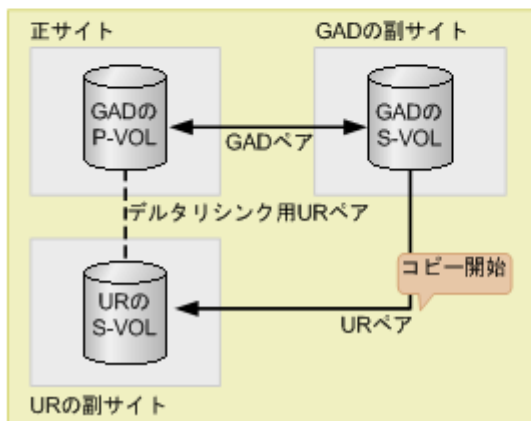 正サイト
GADの副サイト
GADの
P-VOL
GADの
S-VOL
GADペア
デルタリシンク用URペア
コピー開始
URの
S-VOL
URペア
URの副サイト